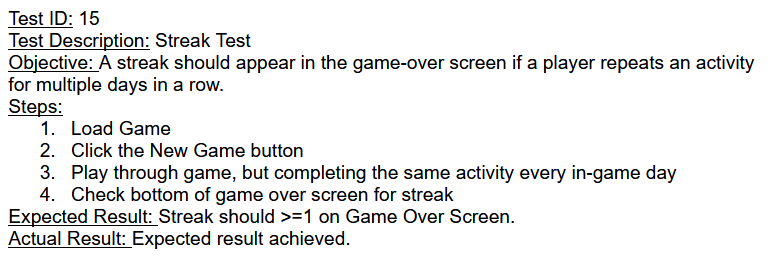 Test ID: 15
Test Description: Streak Test
Objective: A streak should appear in the game-over screen if a player repeats an activity
for multiple days in a row.
Steps:
1. Load Game
2. Click the New Game button
3. Play through game, but completing the same activity every in-game day
4. Check bottom of game over screen for streak
Expected Result: Streak should >=1 on Game Over Screen.
Actual Result: Expected result achieved.